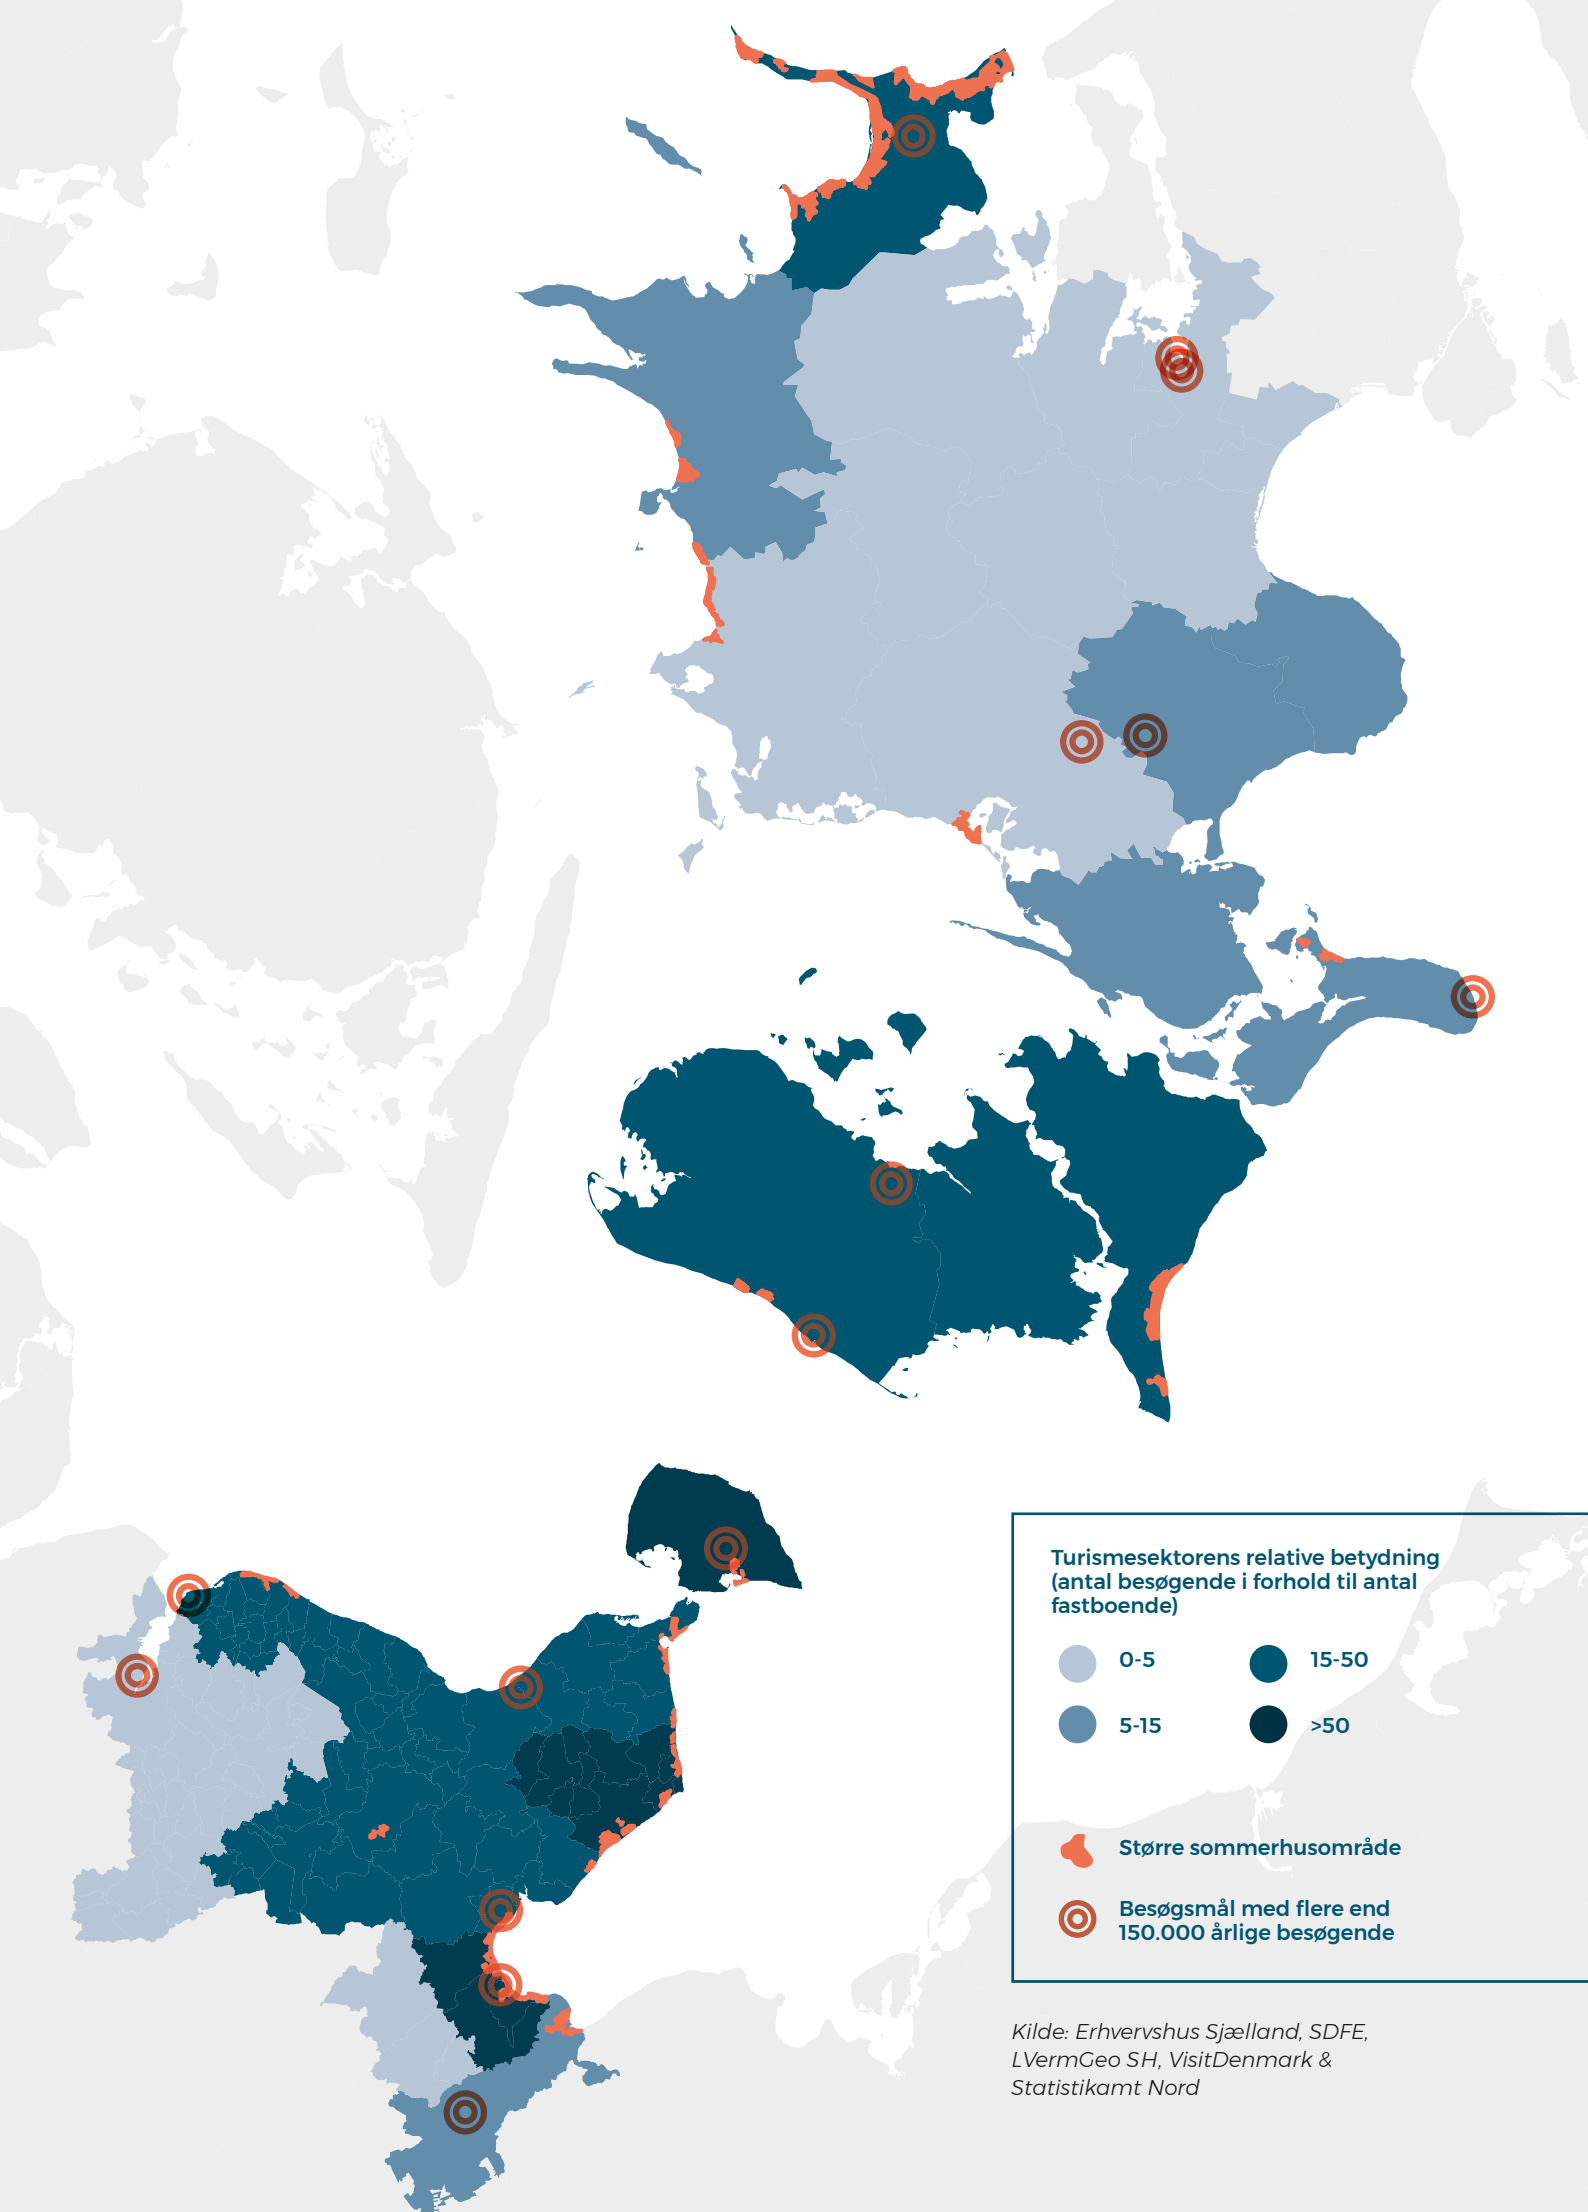 Turismesektorens relative betydning
(antal besøgende i forhold til antal
fastboende)
0-5
15-50
5-15
>50
Større sommerhusområde
Besøgsmål med flere end
150.000 årlige besøgende
Kilde: Erhvervshus Sjælland, SDFE,
LVermGeo SH, VisitDenmark &
Statistikamt Nord